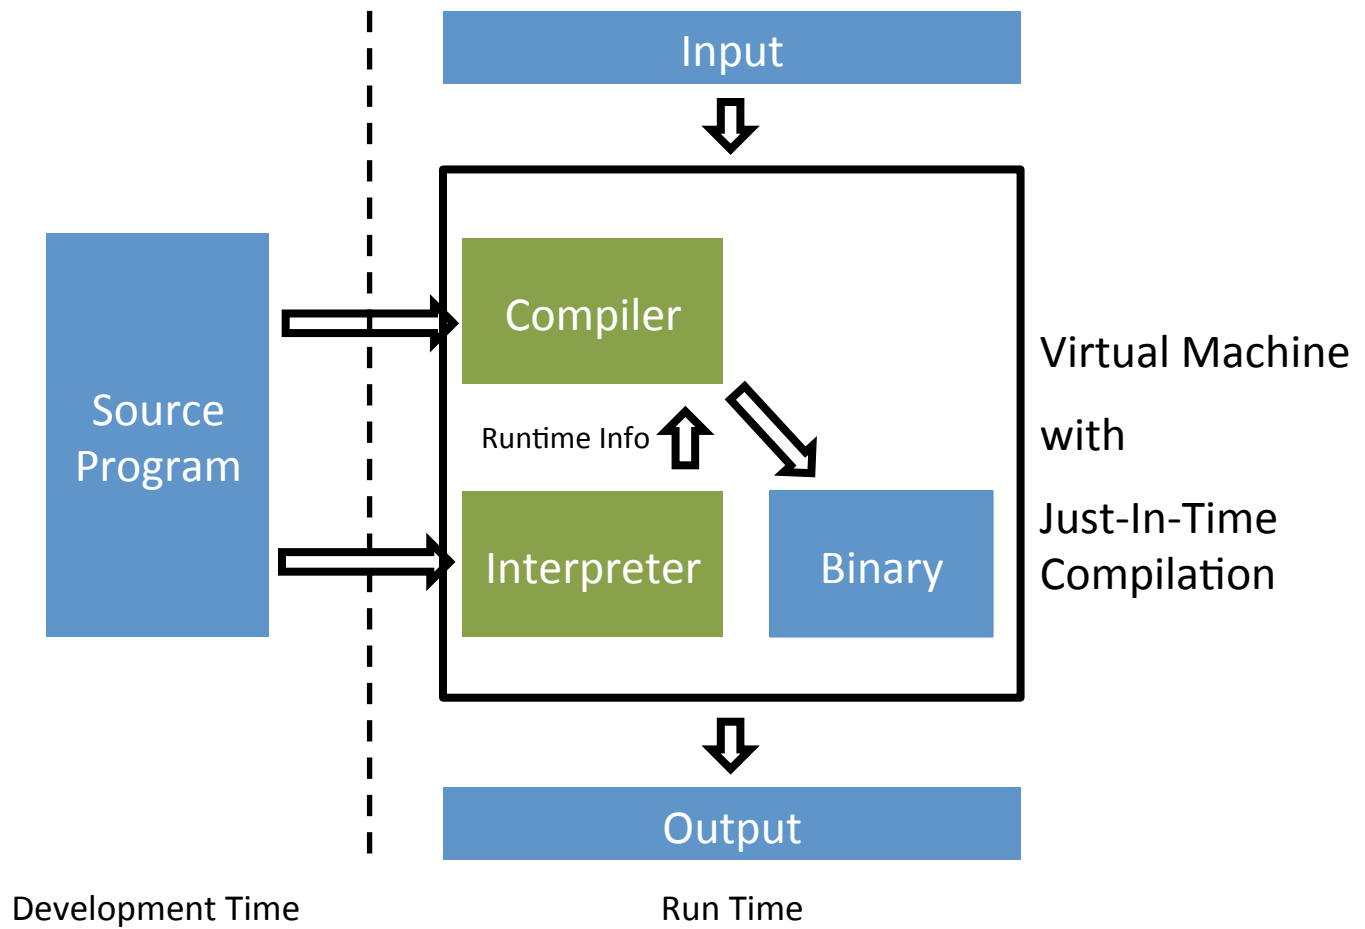 Input
Compiler
Source
Program
Runtime Info
Interpreter
Binary
Virtual Machine
with
Just-In-Time
Compilation
Output
Development Time
Run Time